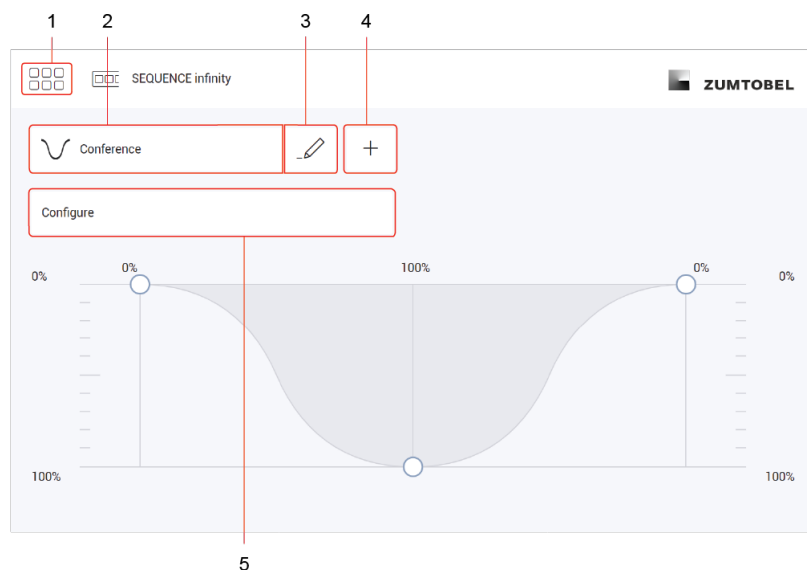 1 2 3 4
SEQUENCE infinity ZUMTOBEL
Conference +
Configure
0% 0% 100% 0% 0%
100% 100%
5